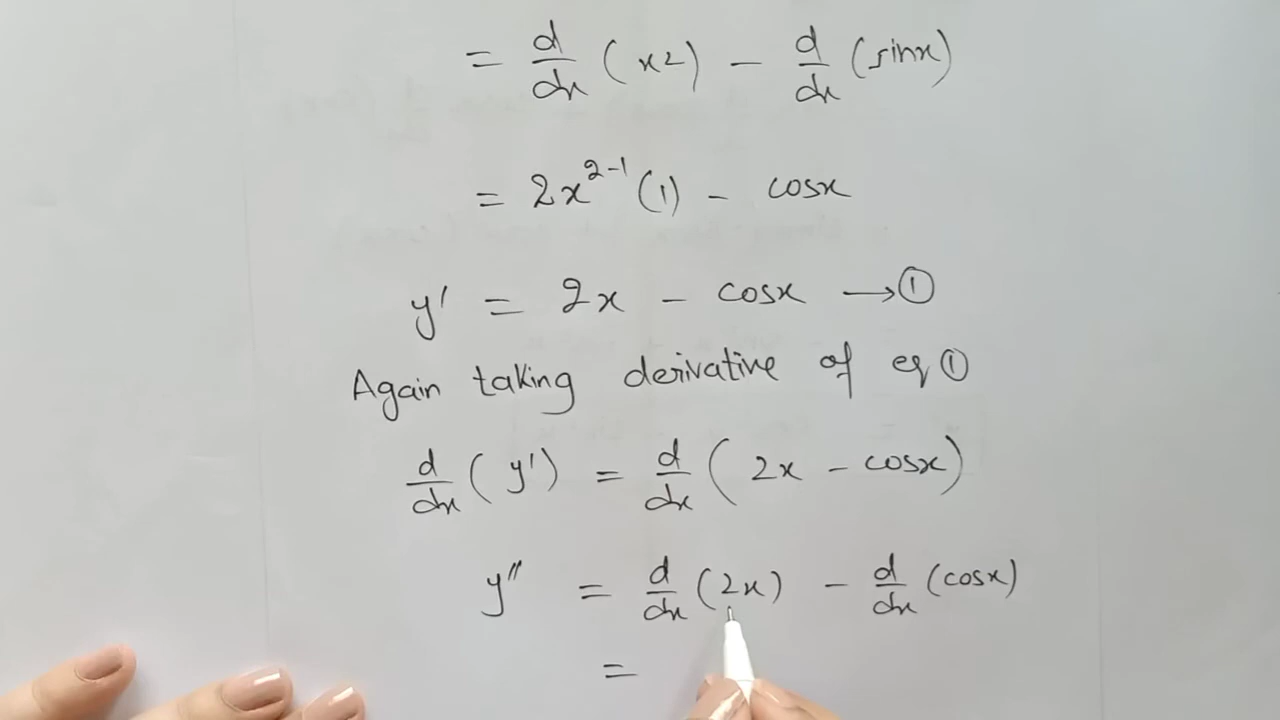 = d/dx (x2) - d/dx (sinx)
= 2x^2-1 (1) - cosx
y' = 2x - cosx → ①
Again taking derivative of eq ①
d/dx (y') = d/dx (2x - cosx)
y'' = d/dx (2x) - d/dx (cosx)
=